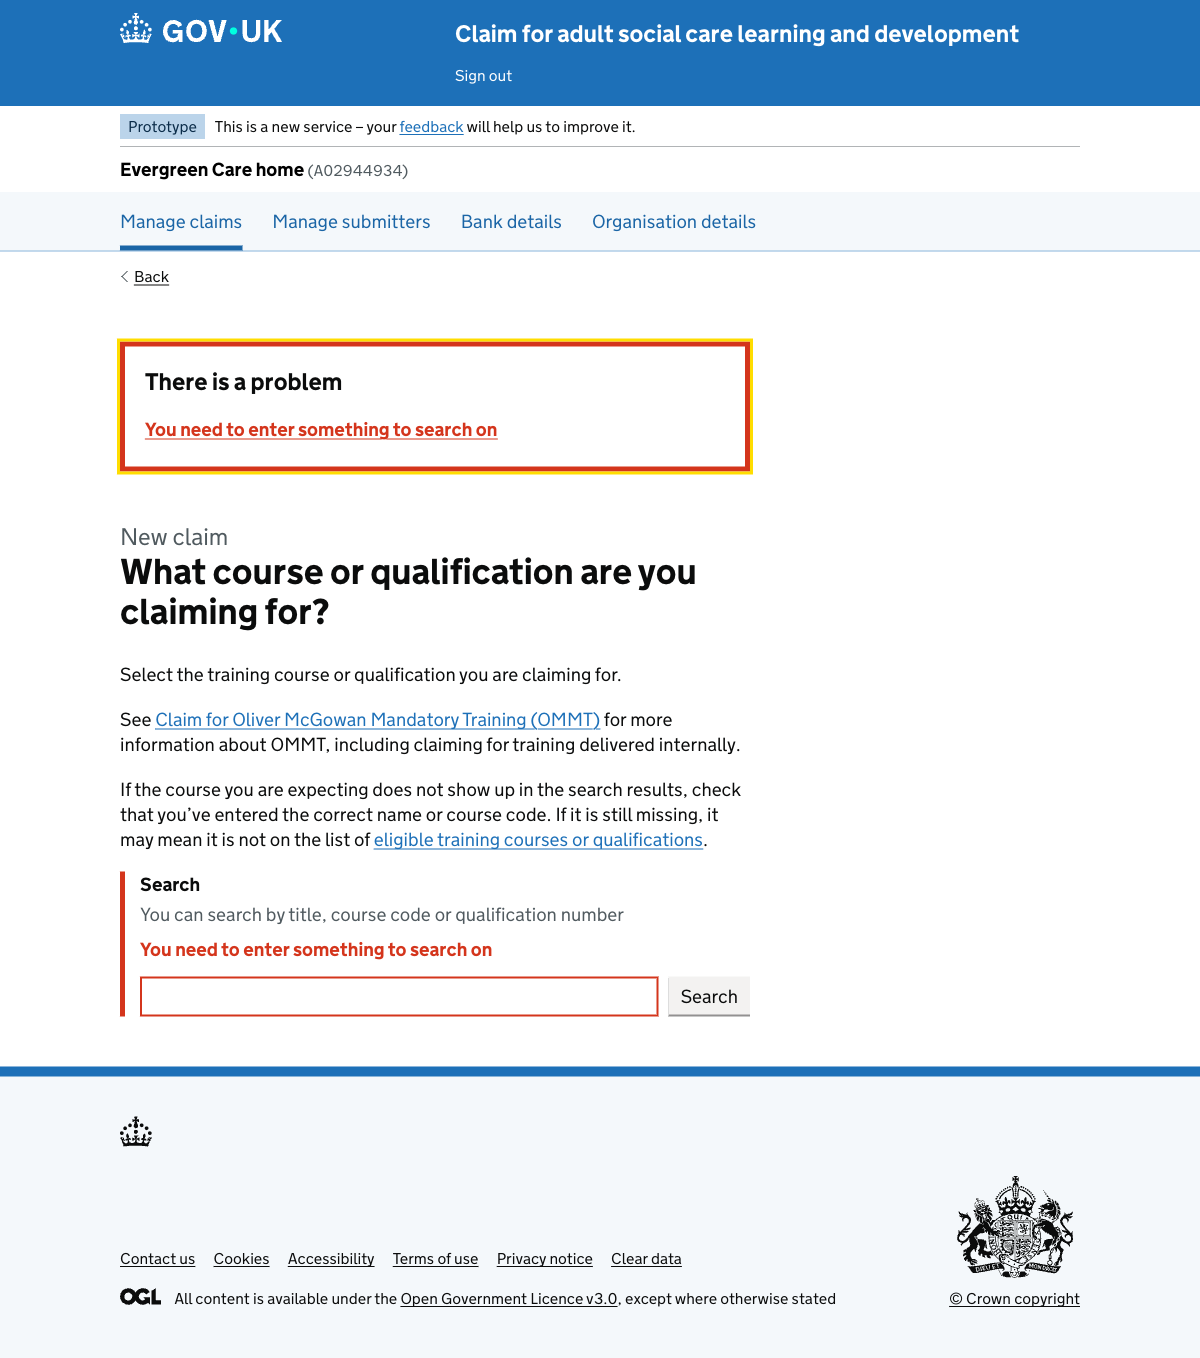 GOV·UK
Claim for adult social care learning and development
Sign out
Prototype This is a new service – your feedback will help us to improve it.
Evergreen Care home (A02944934)
Manage claims Manage submitters Bank details Organisation details
Back
There is a problem
You need to enter something to search on
New claim
What course or qualification are you
claiming for?
Select the training course or qualification you are claiming for.
See Claim for Oliver McGowan Mandatory Training (OMMT) for more
information about OMMT, including claiming for training delivered internally.
If the course you are expecting does not show up in the search results, check
that you’ve entered the correct name or course code. If it is still missing, it
may mean it is not on the list of eligible training courses or qualifications.
Search
You can search by title, course code or qualification number
You need to enter something to search on
Search
Contact us Cookies Accessibility Terms of use Privacy notice Clear data
OGL All content is available under the Open Government Licence v3.0, except where otherwise stated
© Crown copyright